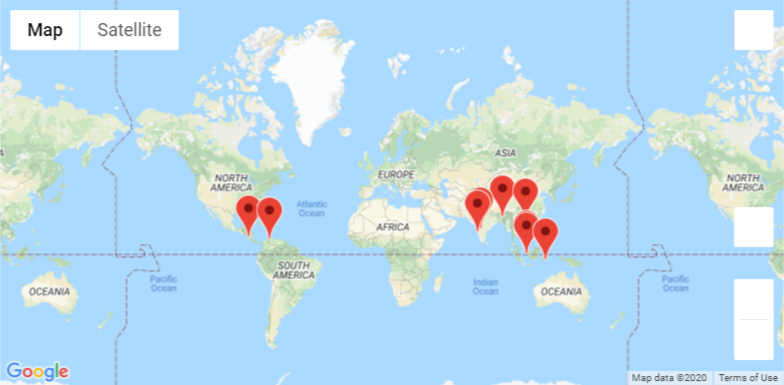 Map Satellite
ASIA
EUROPE
NORTH
AMERICA
NORTH
AMERICA
Atlantic
Ocean
AFRICA
SOUTH
AMERICA
Pacific
Ocean
Indian
Ocean
Pacific
Ocean
OCEANIA
OCEANIA
Google
Map data ©2020 Terms of Use